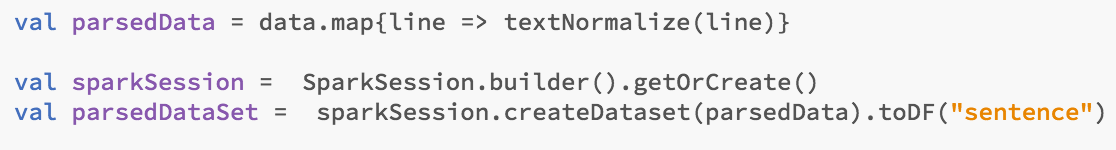 val parsedData = data.map{line => textNormalize(line)}
val sparkSession =  SparkSession.builder().getOrCreate()
val parsedDataSet =  sparkSession.createDataset(parsedData).toDF("sentence")